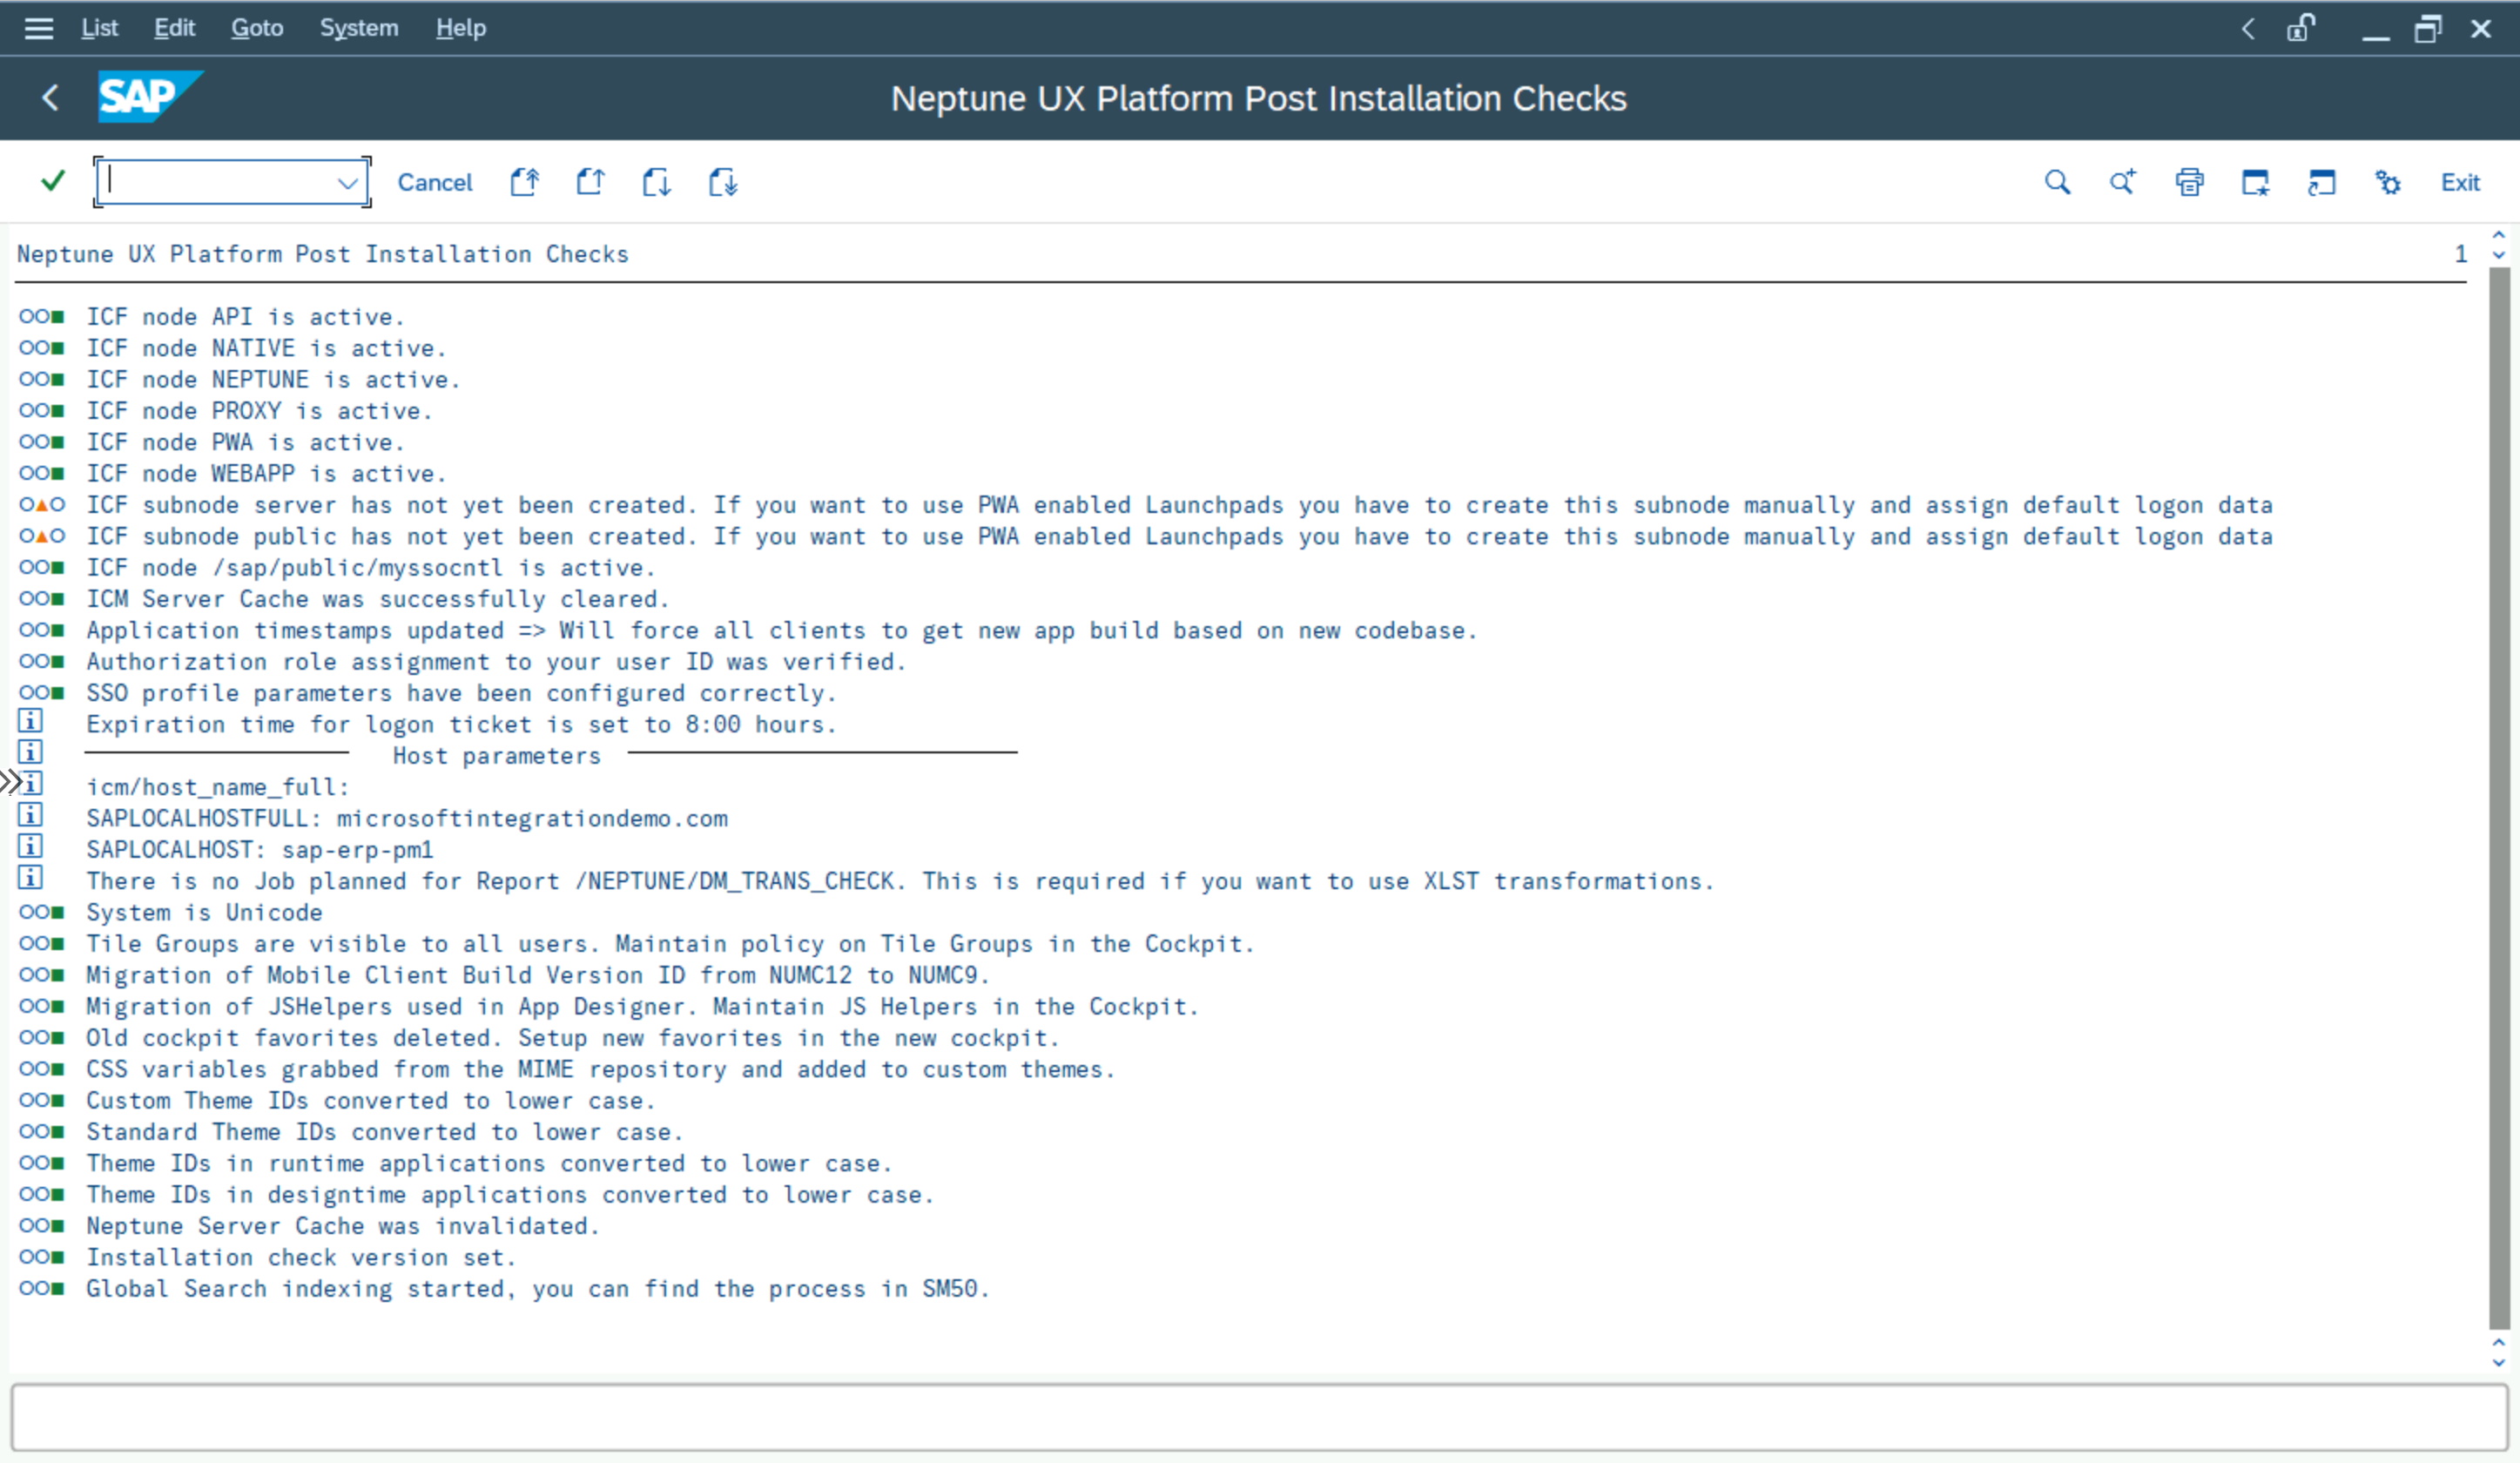 List Edit Goto System Help
SAP Neptune UX Platform Post Installation Checks
Cancel Exit
Neptune UX Platform Post Installation Checks 1
ICF node API is active.
ICF node NATIVE is active.
ICF node NEPTUNE is active.
ICF node PROXY is active.
ICF node PWA is active.
ICF node WEBAPP is active.
ICF subnode server has not yet been created. If you want to use PWA enabled Launchpads you have to create this subnode manually and assign default logon data
ICF subnode public has not yet been created. If you want to use PWA enabled Launchpads you have to create this subnode manually and assign default logon data
ICF node /sap/public/myssocntl is active.
ICM Server Cache was successfully cleared.
Application timestamps updated => Will force all clients to get new app build based on new codebase.
Authorization role assignment to your user ID was verified.
SSO profile parameters have been configured correctly.
Expiration time for logon ticket is set to 8:00 hours.
Host parameters
icm/host_name_full:
SAPLOCALHOSTFULL: microsoftintegrationdemo.com
SAPLOCALHOST: sap-erp-pm1
There is no Job planned for Report /NEPTUNE/DM_TRANS_CHECK. This is required if you want to use XLST transformations.
System is Unicode
Tile Groups are visible to all users. Maintain policy on Tile Groups in the Cockpit.
Migration of Mobile Client Build Version ID from NUMC12 to NUMC9.
Migration of JSHelpers used in App Designer. Maintain JS Helpers in the Cockpit.
Old cockpit favorites deleted. Setup new favorites in the new cockpit.
CSS variables grabbed from the MIME repository and added to custom themes.
Custom Theme IDs converted to lower case.
Standard Theme IDs converted to lower case.
Theme IDs in runtime applications converted to lower case.
Theme IDs in designtime applications converted to lower case.
Neptune Server Cache was invalidated.
Installation check version set.
Global Search indexing started, you can find the process in SM50.